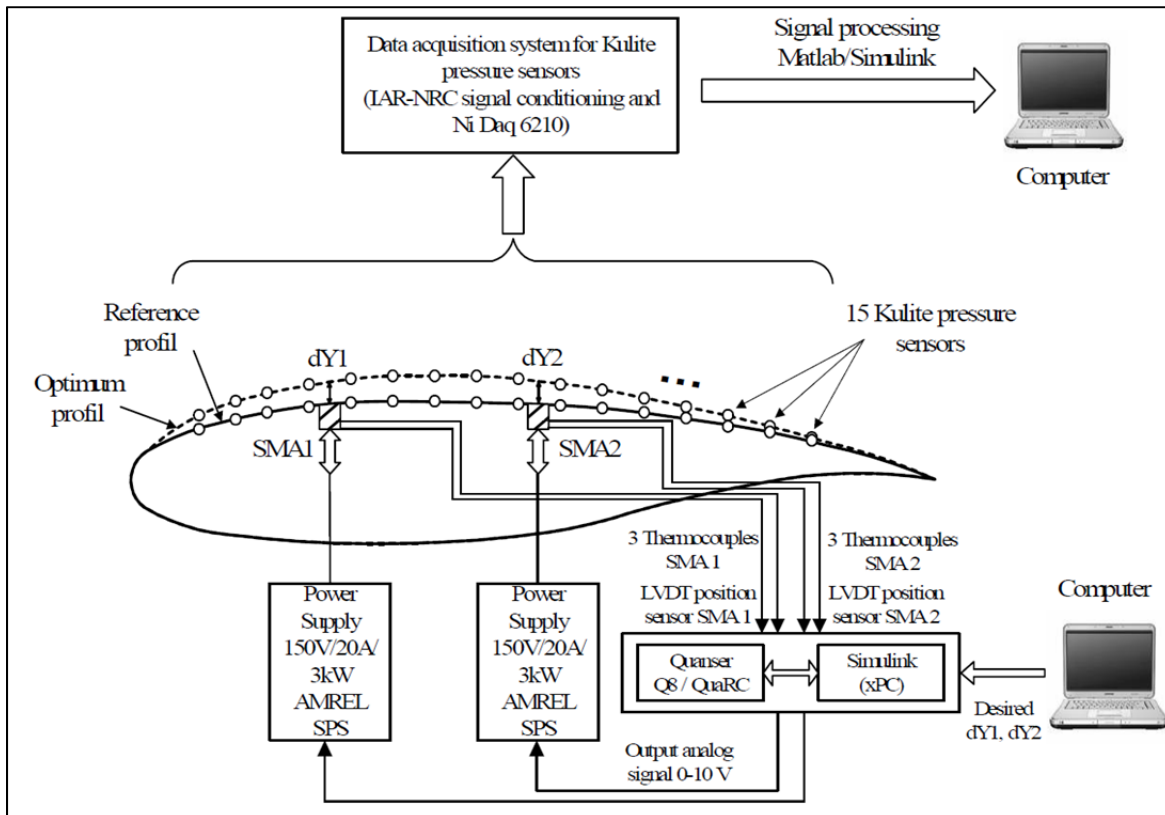 Data acquisition system for Kulite
pressure sensors
(IAR-NRC signal conditioning and
Ni Daq 6210)
Signal processing
Matlab/Simulink
Computer
Reference
profil
Optimum
profil
dY1
dY2
...
15 Kulite pressure
sensors
SMA1
SMA2
3 Thermocouples
SMA 1
3 Thermocouples
SMA 2
LVDT position
sensor SMA 1
LVDT position
sensor SMA 2
Computer
Power
Supply
150V/20A/
3kW
AMREL
SPS
Power
Supply
150V/20A/
3kW
AMREL
SPS
Quanser
Q8 / QuaRC
Simulink
(xPC)
Desired
dY1, dY2
Output analog
signal 0-10 V